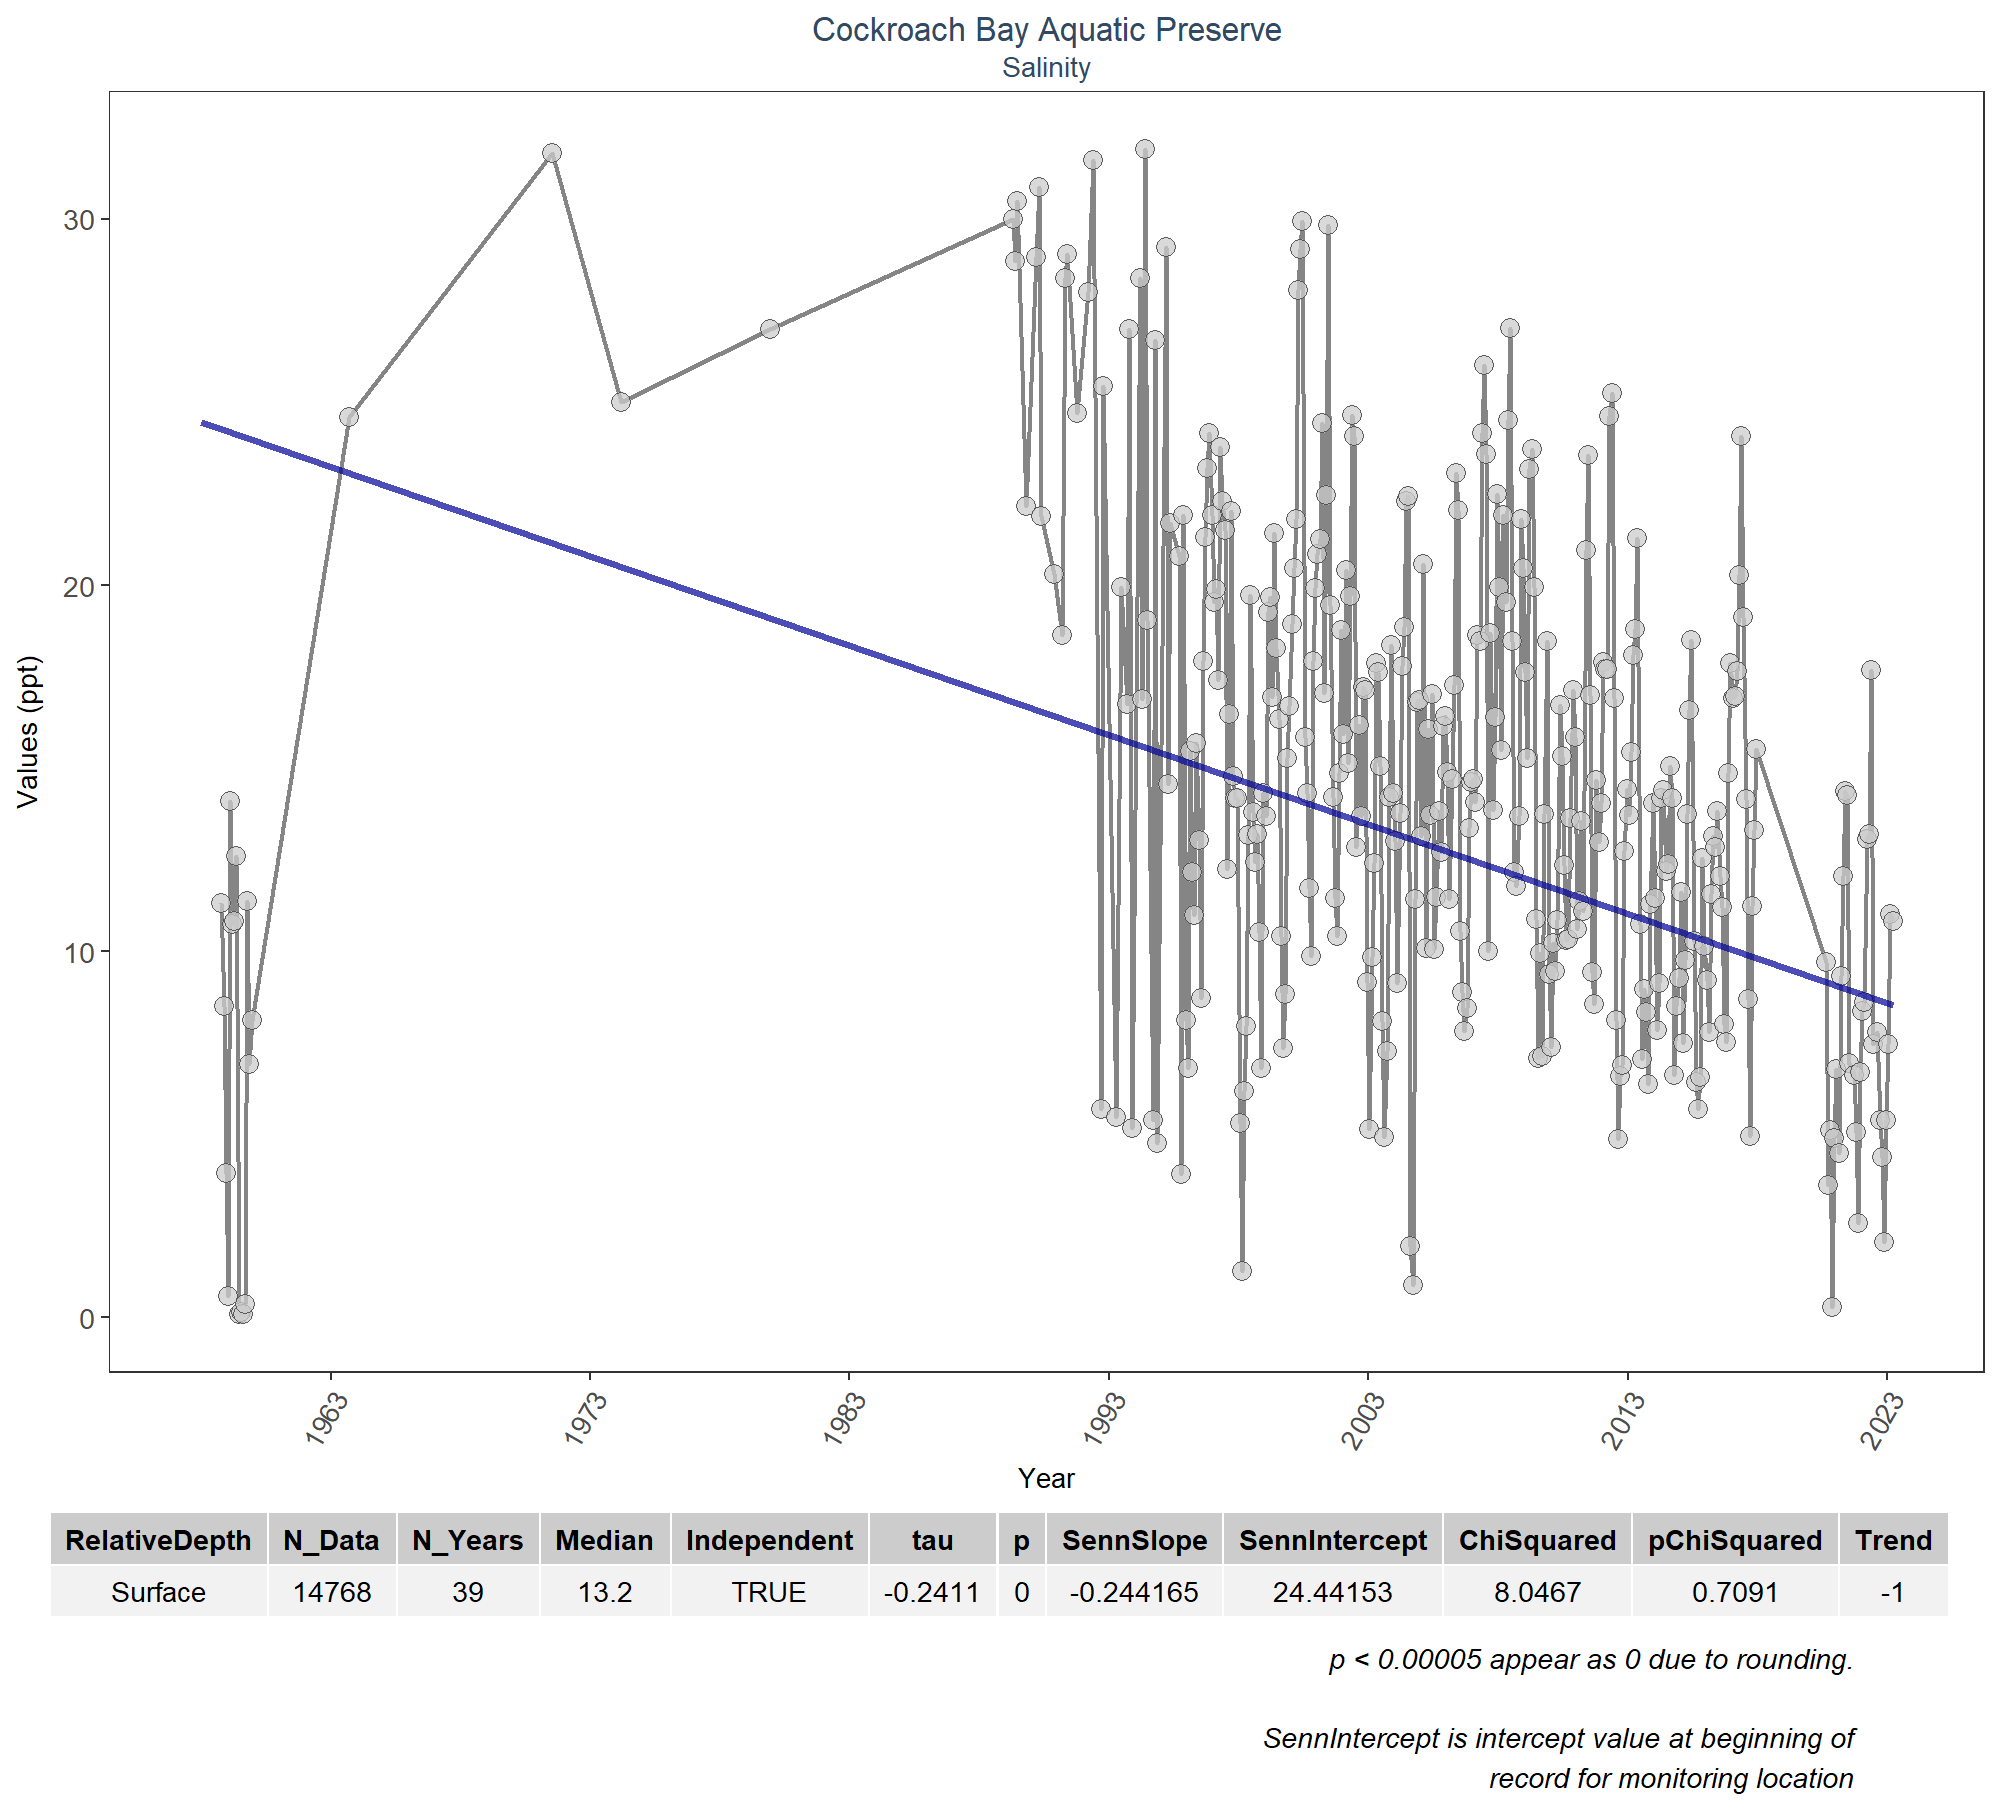 Cockroach Bay Aquatic Preserve
Salinity
Values (ppt)
30
20
10
0
1963 1973 1983 1993 2003 2013 2023
Year
RelativeDepth N_Data N_Years Median Independent tau p SennSlope SennIntercept ChiSquared pChiSquared Trend
Surface 14768 39 13.2 TRUE -0.2411 0 -0.244165 24.44153 8.0467 0.7091 -1
p < 0.00005 appear as 0 due to rounding.
SennIntercept is intercept value at beginning of
record for monitoring location